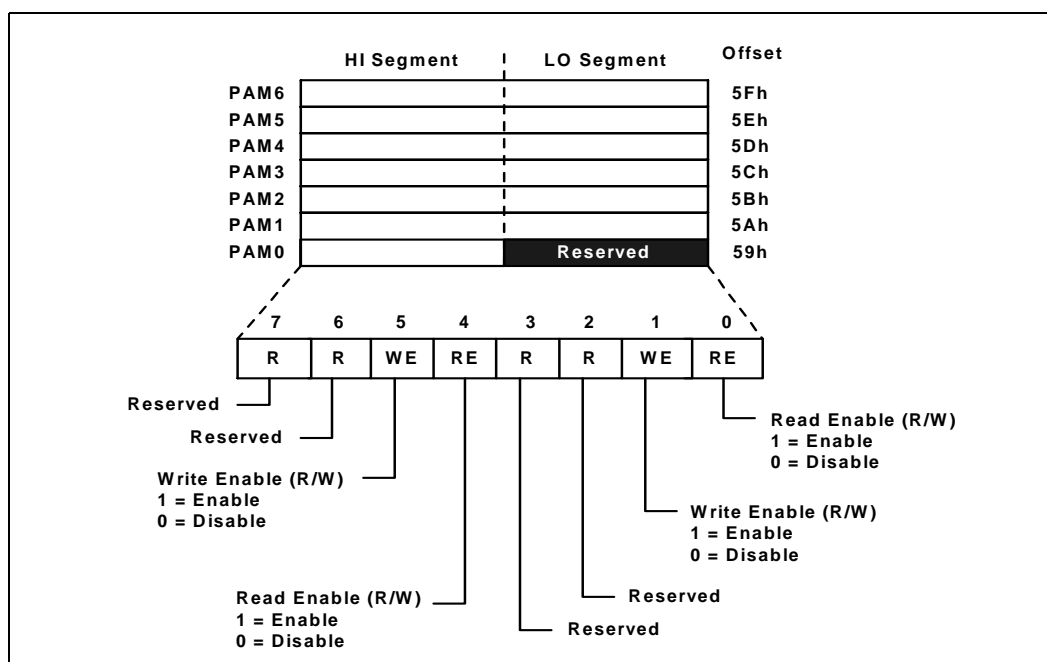 HI Segment LO Segment Offset
PAM6 5Fh
PAM5 5Eh
PAM4 5Dh
PAM3 5Ch
PAM2 5Bh
PAM1 5Ah
PAM0 Reserved 59h
7 6 5 4 3 2 1 0
R R WE RE R R WE RE
Reserved
Reserved
Write Enable (R/W)
1 = Enable
0 = Disable
Read Enable (R/W)
1 = Enable
0 = Disable
Reserved
Reserved
Write Enable (R/W)
1 = Enable
0 = Disable
Read Enable (R/W)
1 = Enable
0 = Disable